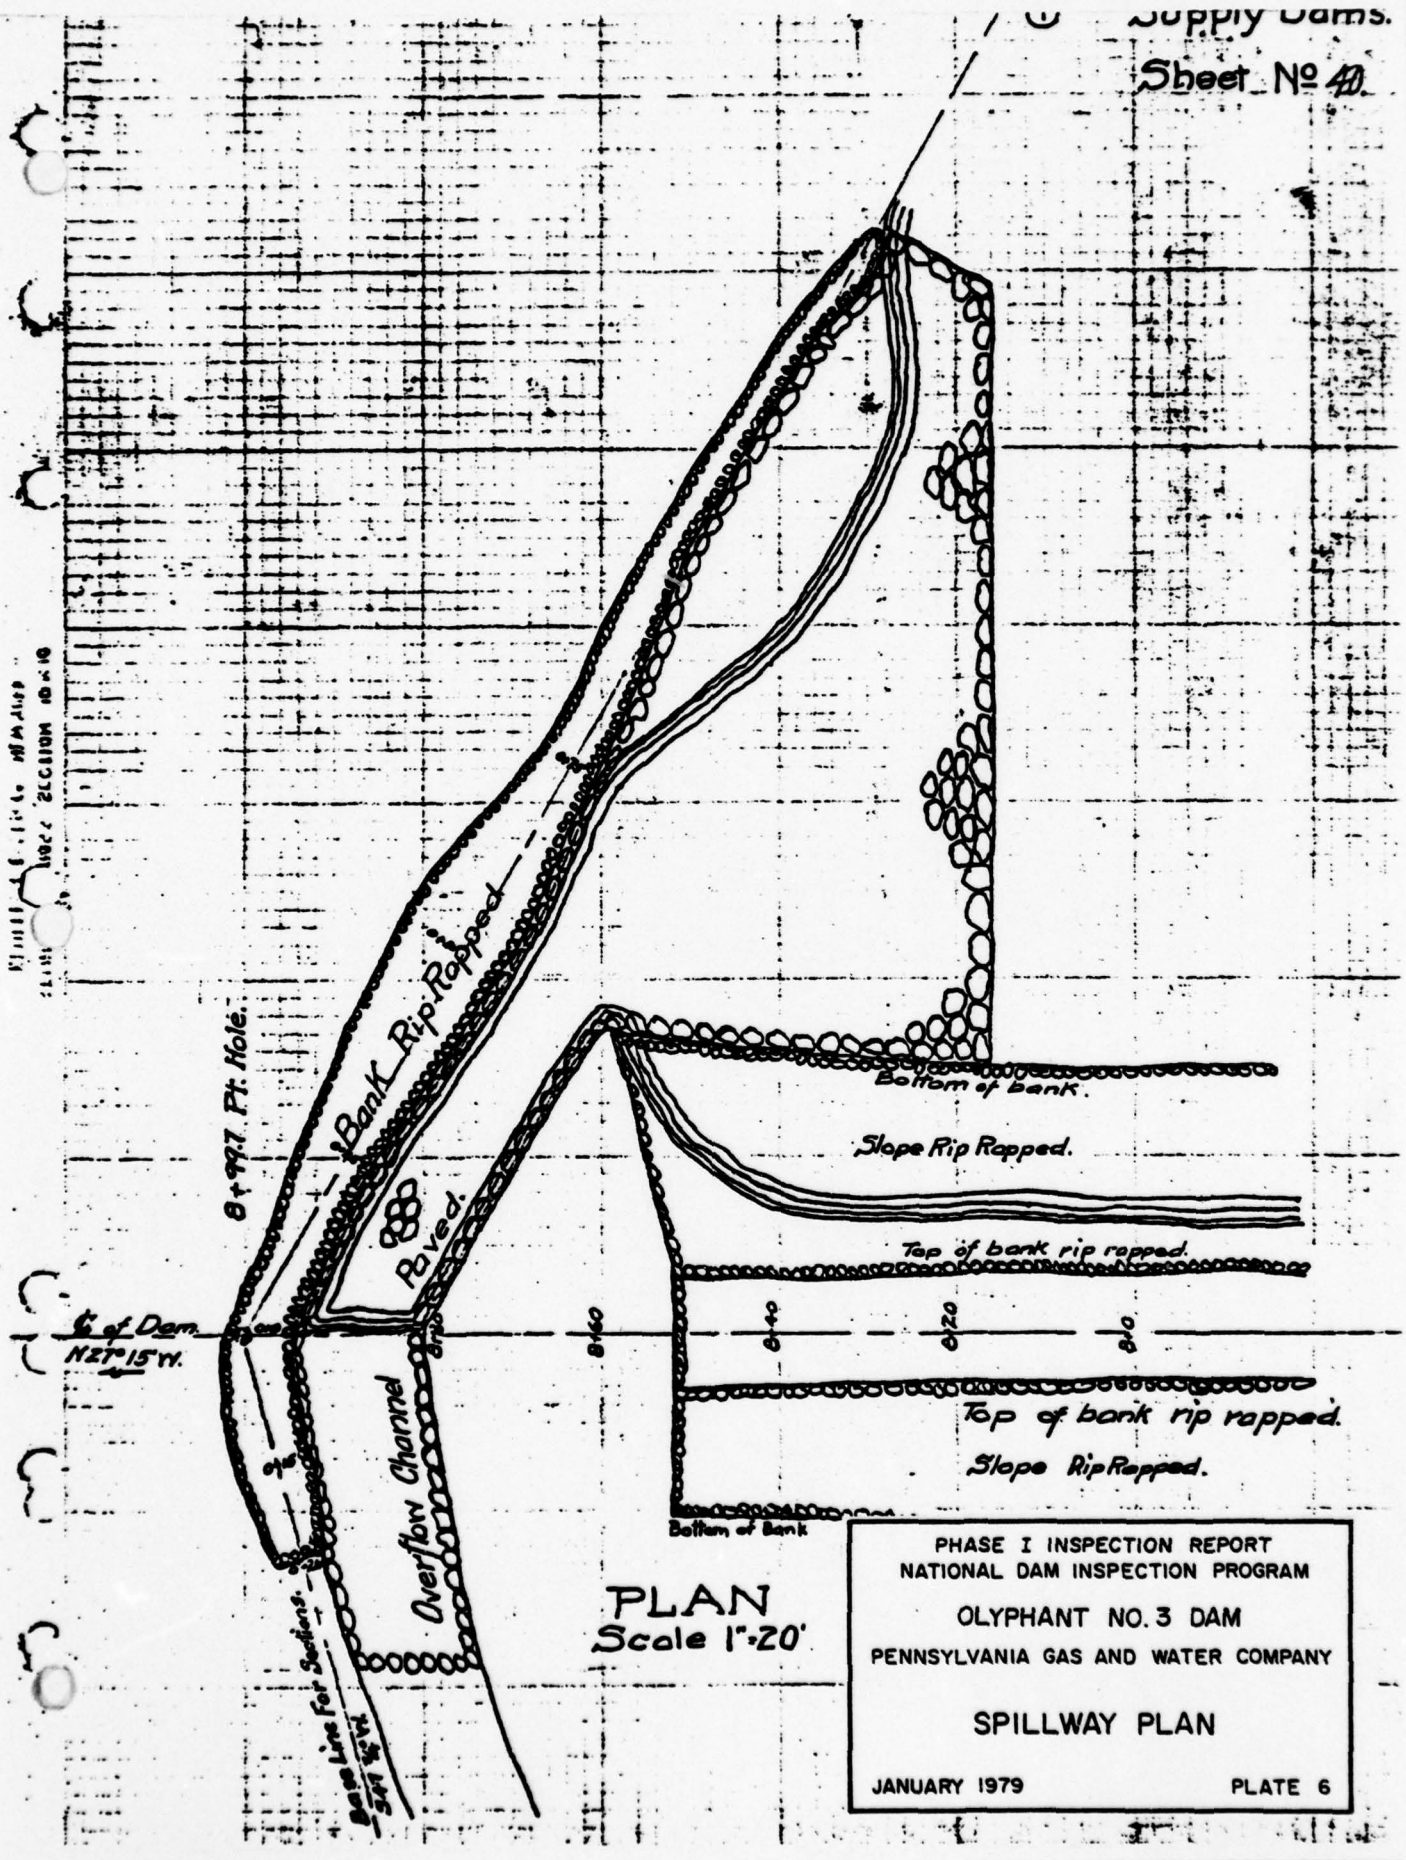 Supply Dams.
Sheet No
8+99.7 Pt. Hole.
Bank Rip Rapped
Paved.
Bottom of bank.
Slope Rip Rapped.
Top of bank rip rapped.
℄ of Dam.
N27°15'W.
8+60
8+40
8+20
8+0
Top of bank rip rapped.
Slope Rip Rapped.
Overflow Channel
Bottom of Bank
Base Line For Sections.
PLAN
Scale 1"=20'
PHASE I INSPECTION REPORT
NATIONAL DAM INSPECTION PROGRAM
OLYPHANT NO. 3 DAM
PENNSYLVANIA GAS AND WATER COMPANY
SPILLWAY PLAN
JANUARY 1979 PLATE 6